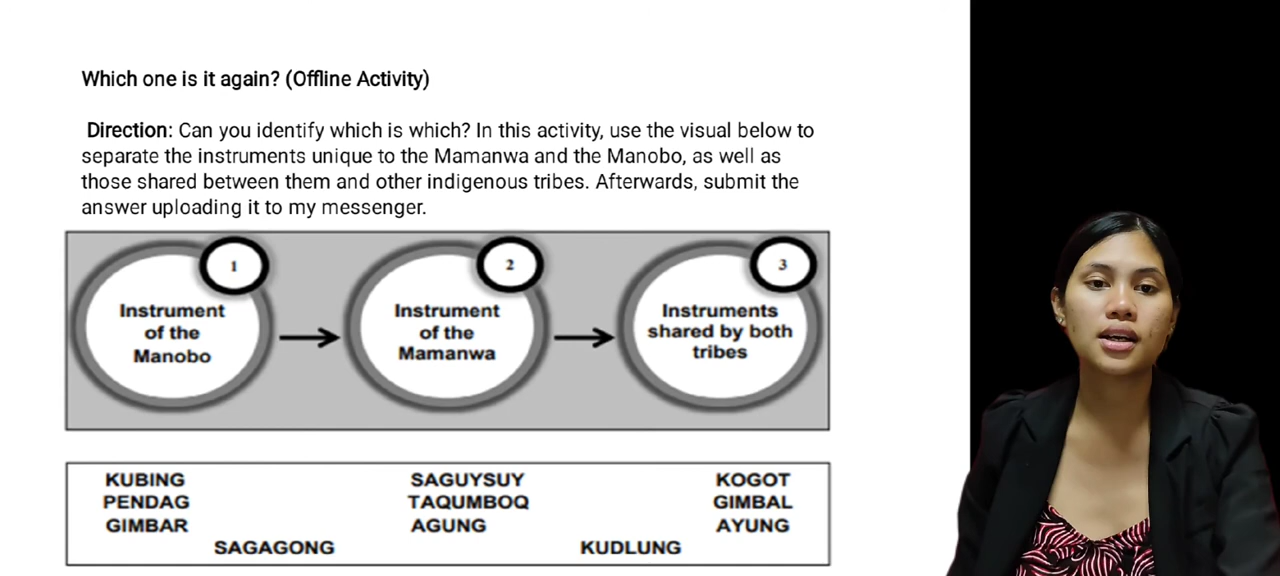 Which one is it again? (Offline Activity)
Direction: Can you identify which is which? In this activity, use the visual below to
separate the instruments unique to the Mamanwa and the Manobo, as well as
those shared between them and other indigenous tribes. Afterwards, submit the
answer uploading it to my messenger.
1
Instrument
of the
Manobo
2
Instrument
of the
Mamanwa
3
Instruments
shared by both
tribes
KUBING SAGUYSUY KOGOT
PENDAG TAQUMBOQ GIMBAL
GIMBAR AGUNG AYUNG
SAGAGONG KUDLUNG